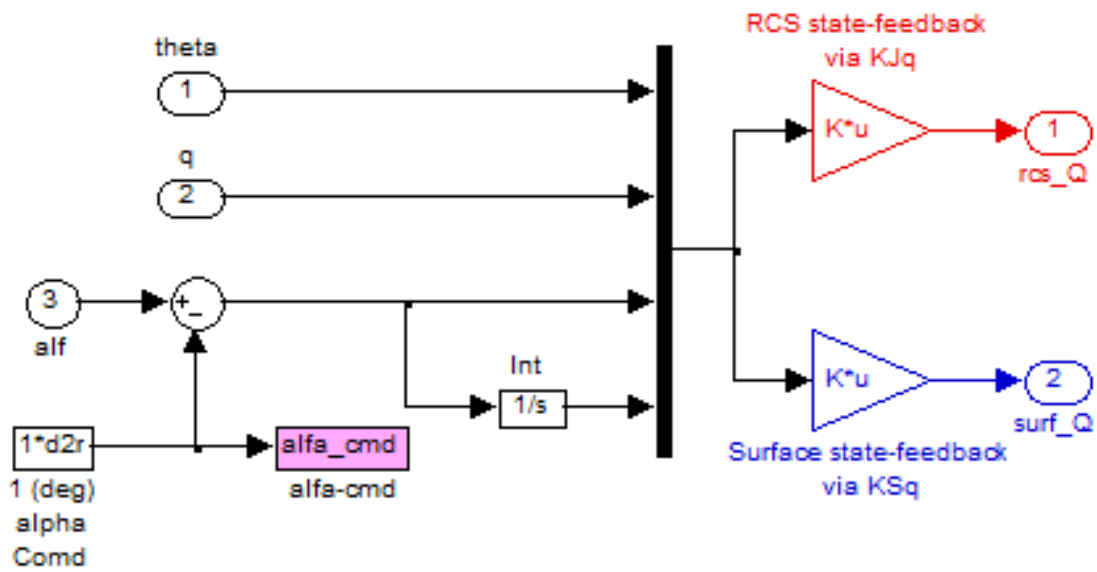 RCS state-feedback
via KJq
theta
1
K*u
1
rcs_Q
q
2
3
+
-
alf
Int
1/s
K*u
2
surf_Q
1*d2r
alfa_cmd
Surface state-feedback
via KSq
1 (deg)
alpha
Comd
alfa-cmd